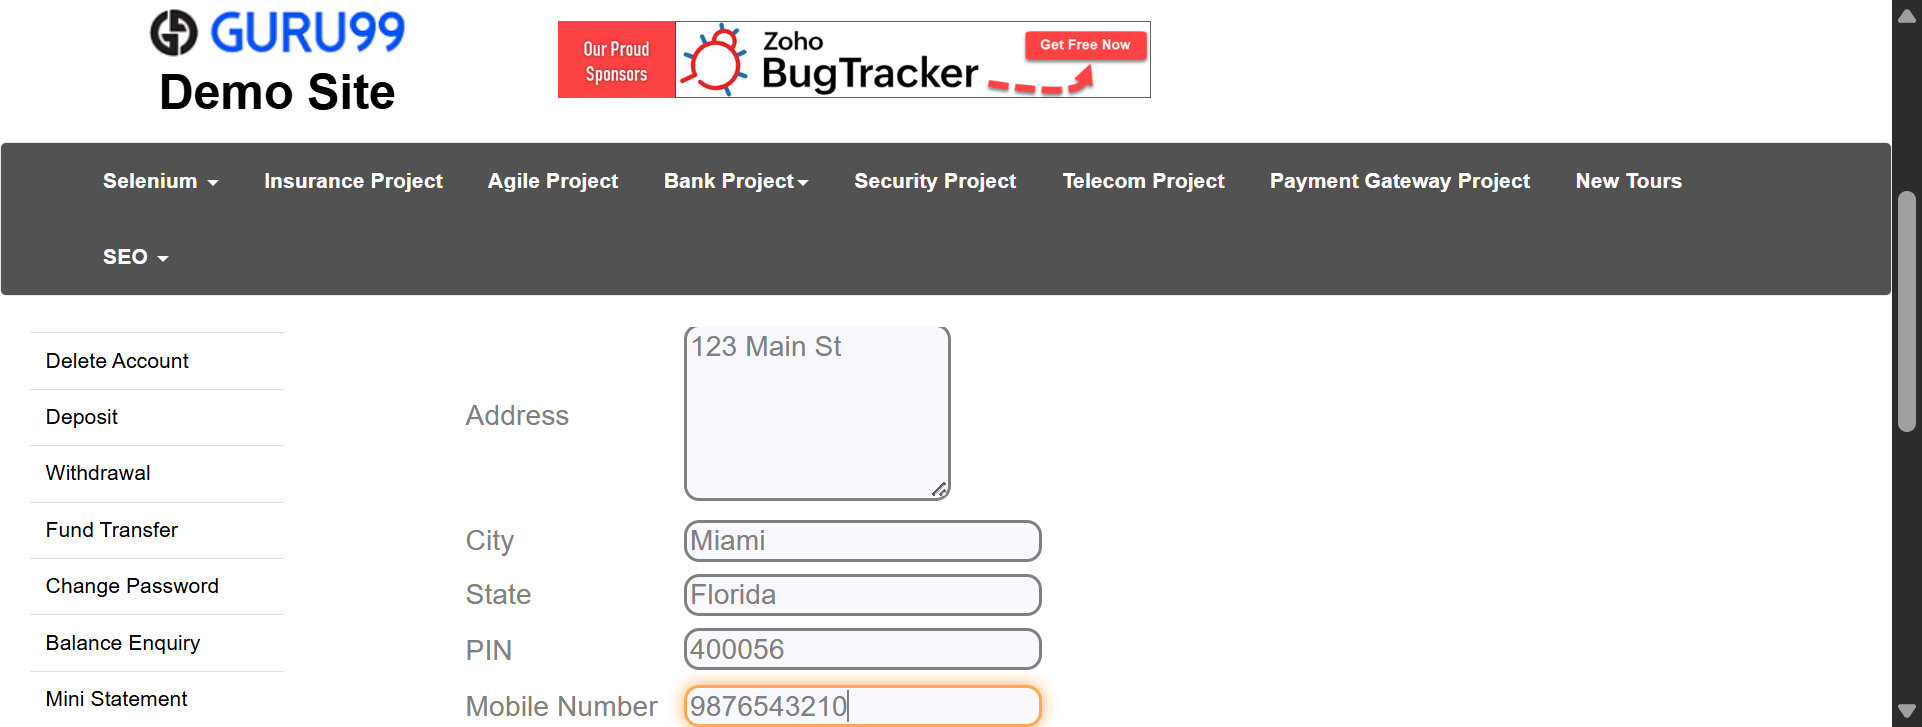 GURU99
Demo Site
Our Proud
Sponsors
Zoho
BugTracker
Get Free Now
Selenium
Insurance Project
Agile Project
Bank Project
Security Project
Telecom Project
Payment Gateway Project
New Tours
SEO
Delete Account
Deposit
Withdrawal
Fund Transfer
Change Password
Balance Enquiry
Mini Statement
Address
123 Main St
City
Miami
State
Florida
PIN
400056
Mobile Number
9876543210